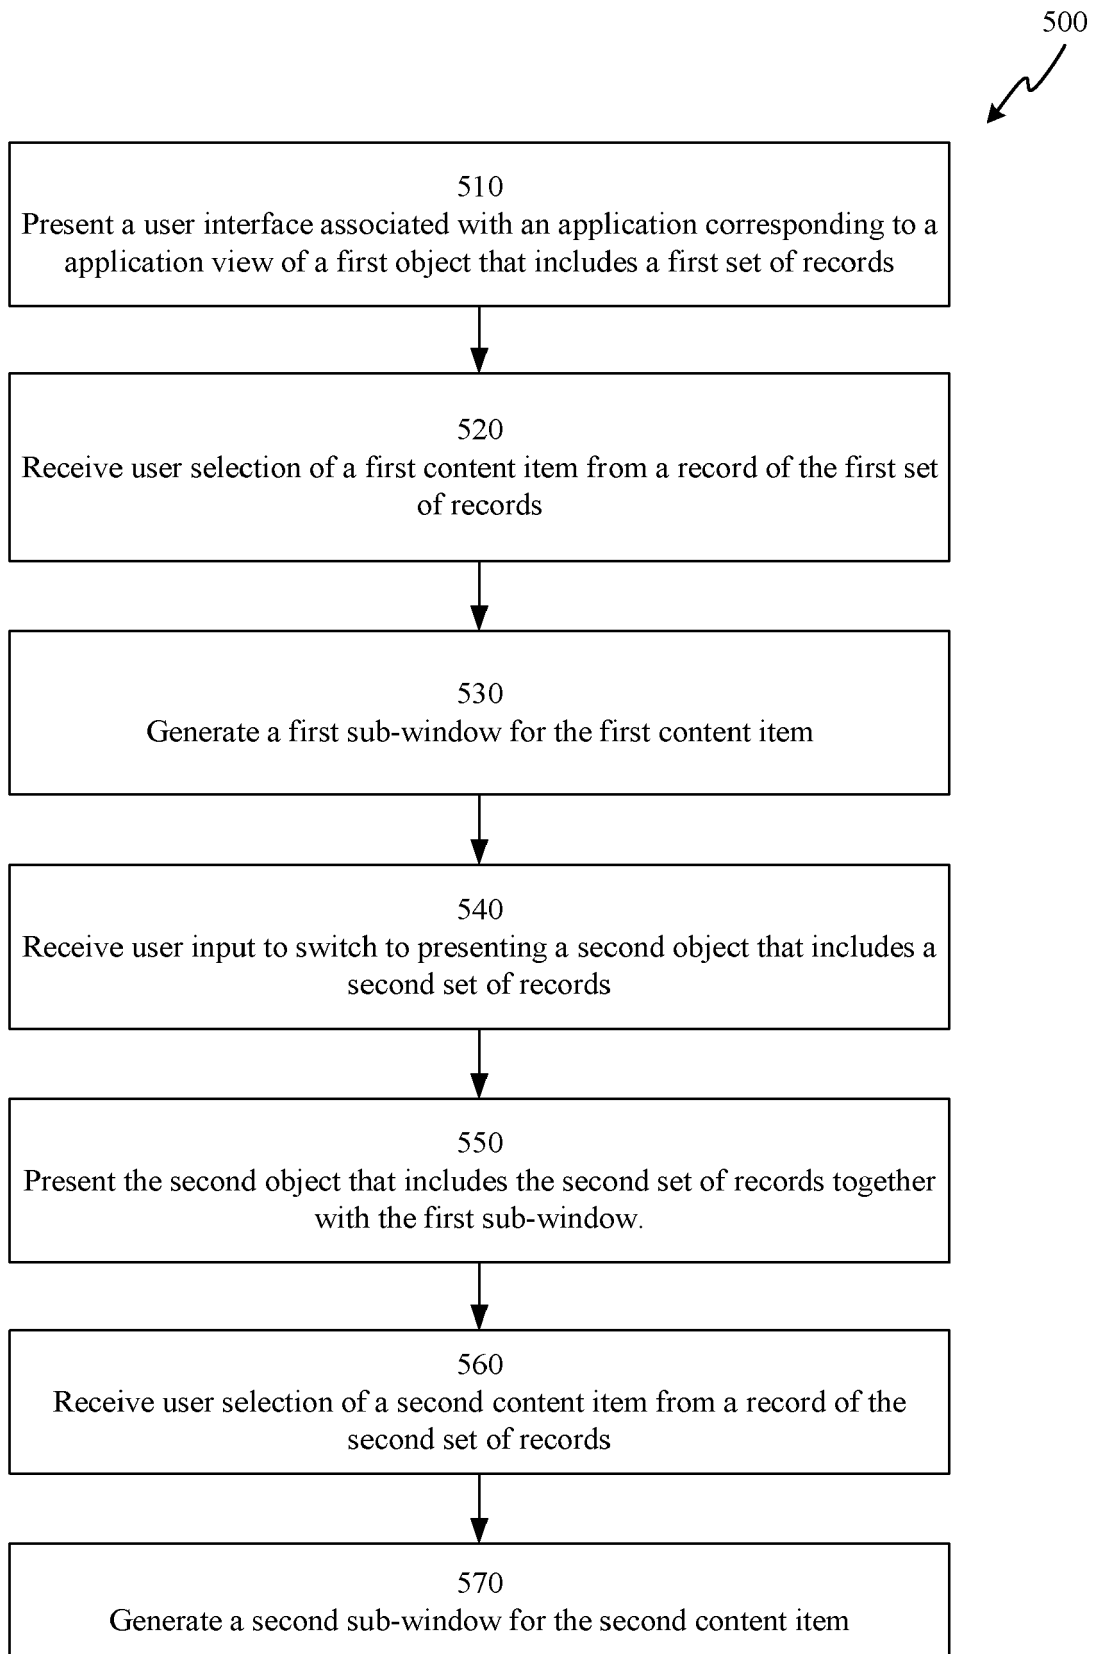 500
510
Present a user interface associated with an application corresponding to a
application view of a first object that includes a first set of records
520
Receive user selection of a first content item from a record of the first set
of records
530
Generate a first sub-window for the first content item
540
Receive user input to switch to presenting a second object that includes a
second set of records
550
Present the second object that includes the second set of records together
with the first sub-window.
560
Receive user selection of a second content item from a record of the
second set of records
570
Generate a second sub-window for the second content item